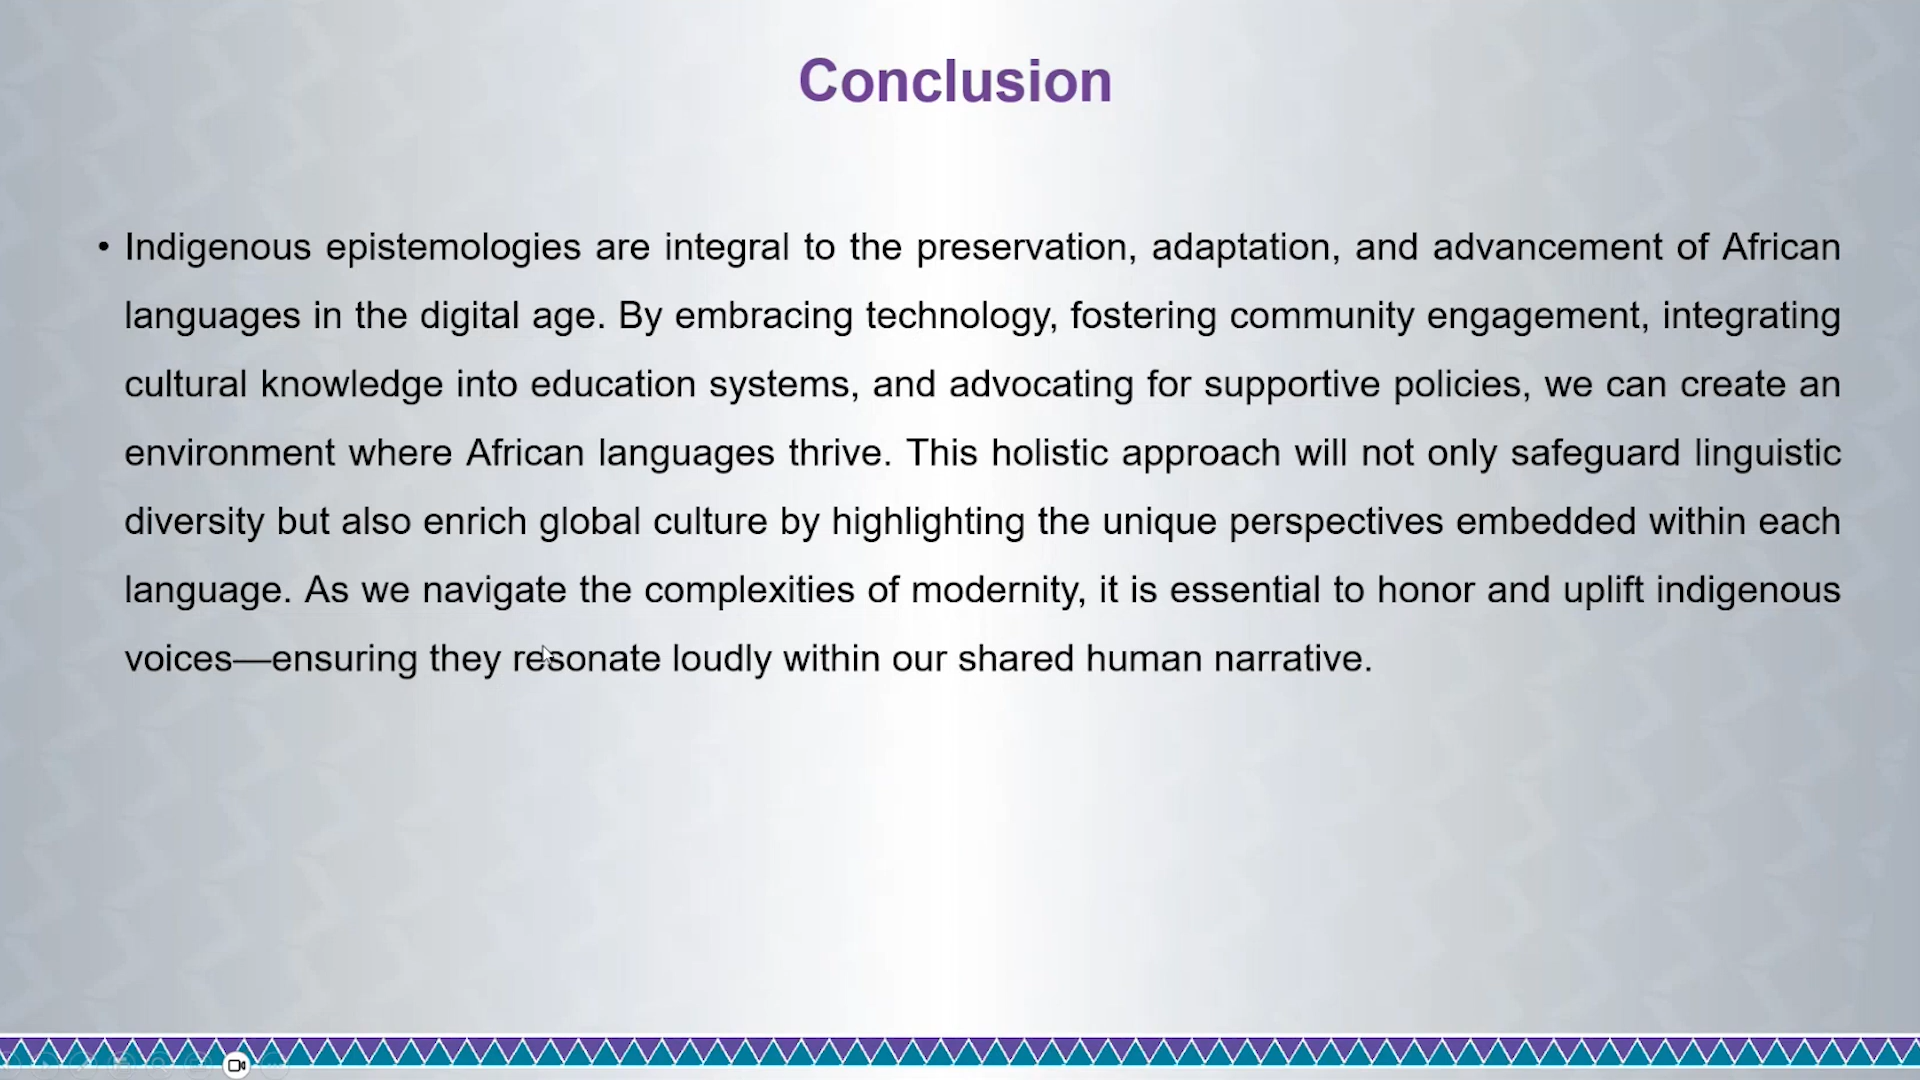 Conclusion
• Indigenous epistemologies are integral to the preservation, adaptation, and advancement of African
languages in the digital age. By embracing technology, fostering community engagement, integrating
cultural knowledge into education systems, and advocating for supportive policies, we can create an
environment where African languages thrive. This holistic approach will not only safeguard linguistic
diversity but also enrich global culture by highlighting the unique perspectives embedded within each
language. As we navigate the complexities of modernity, it is essential to honor and uplift indigenous
voices—ensuring they resonate loudly within our shared human narrative.